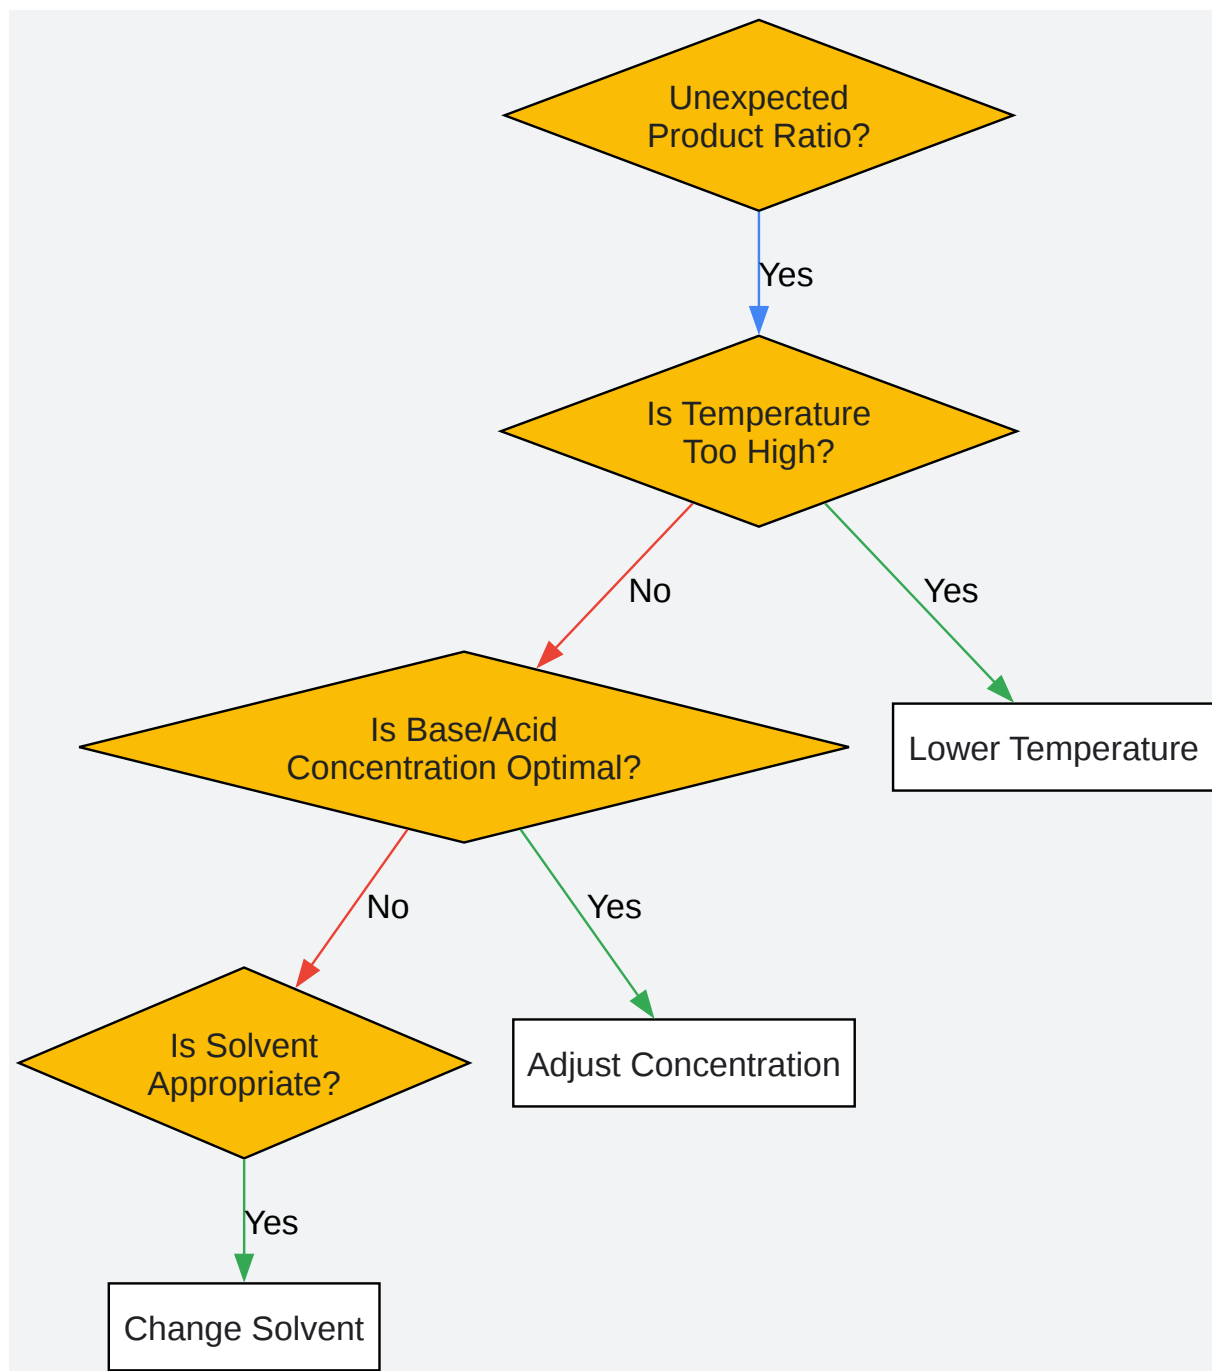 Unexpected
Product Ratio?
Yes
Is Temperature
Too High?
No
Yes
Is Base/Acid
Concentration Optimal?
Lower Temperature
No
Yes
Is Solvent
Appropriate?
Adjust Concentration
Yes
Change Solvent